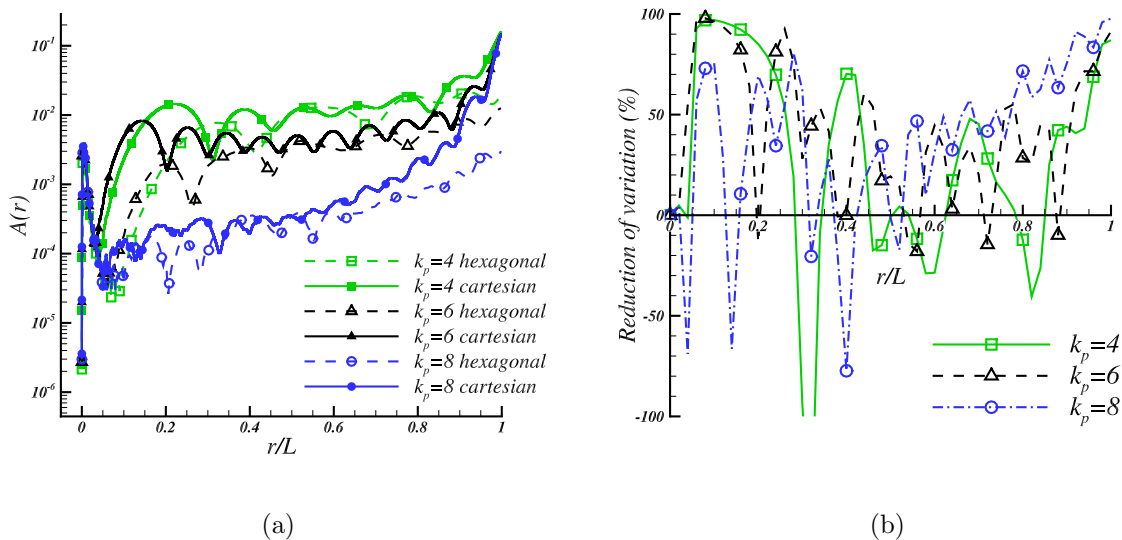 A(r)
10⁻¹
10⁻²
10⁻³
10⁻⁴
10⁻⁵
10⁻⁶
0 0.2 0.4 0.6 0.8 1
r/L
k_p=4 hexagonal
k_p=4 cartesian
k_p=6 hexagonal
k_p=6 cartesian
k_p=8 hexagonal
k_p=8 cartesian
(a)
Reduction of variation (%)
100
50
0
-50
-100
0 0.2 0.4 0.6 0.8 1
r/L
k_p=4
k_p=6
k_p=8
(b)